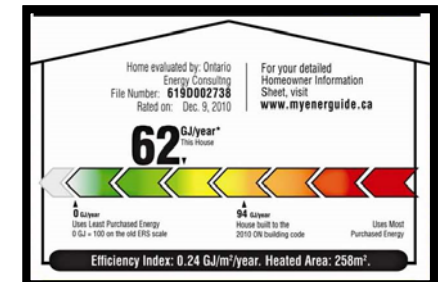 Home evaluated by: Ontario
Energy Consultng
File Number: 619D002738
Rated on: Dec. 9, 2010
For your detailed
Homeowner Information
Sheet, visit
www.myenerguide.ca
62 GJ/year*
This House
0 GJ/year
Uses Least Purchased Energy
0 GJ = 100 on the old ERS scale
94 GJ/year
House built to the
2010 ON building code
Uses Most
Purchased Energy
Efficiency Index: 0.24 GJ/m²/year. Heated Area: 258m².